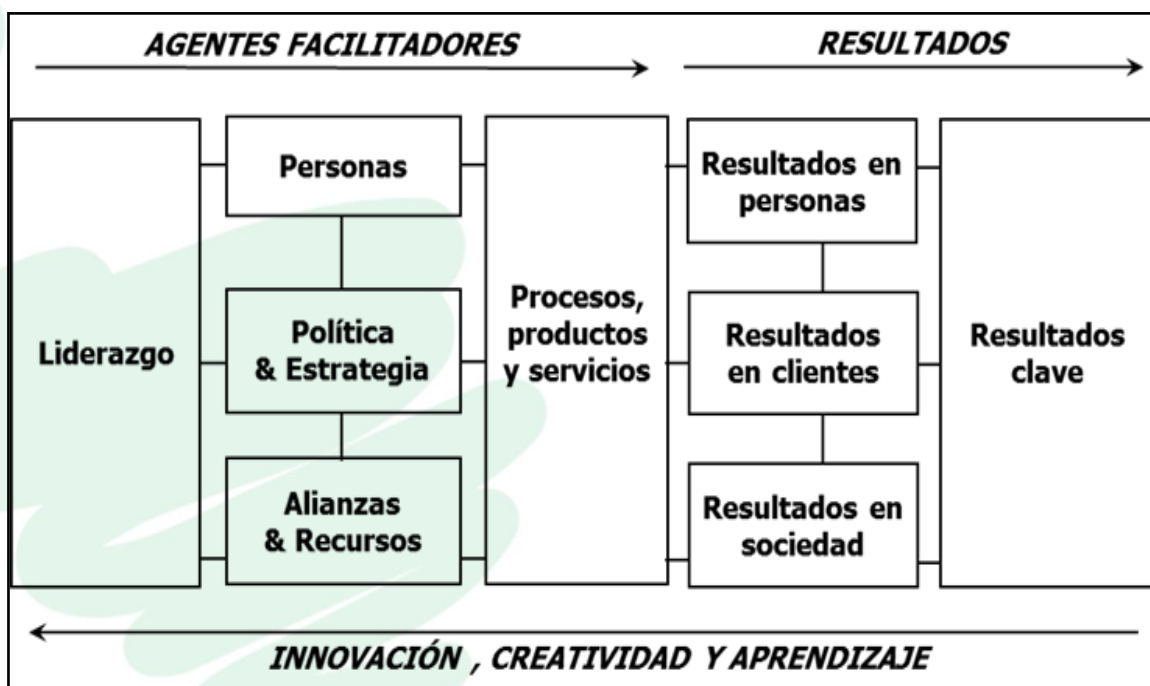 AGENTES FACILITADORES
RESULTADOS
Liderazgo
Personas
Política
& Estrategia
Alianzas
& Recursos
Procesos,
productos
y servicios
Resultados en
personas
Resultados
en clientes
Resultados en
sociedad
Resultados
clave
INNOVACIÓN , CREATIVIDAD Y APRENDIZAJE